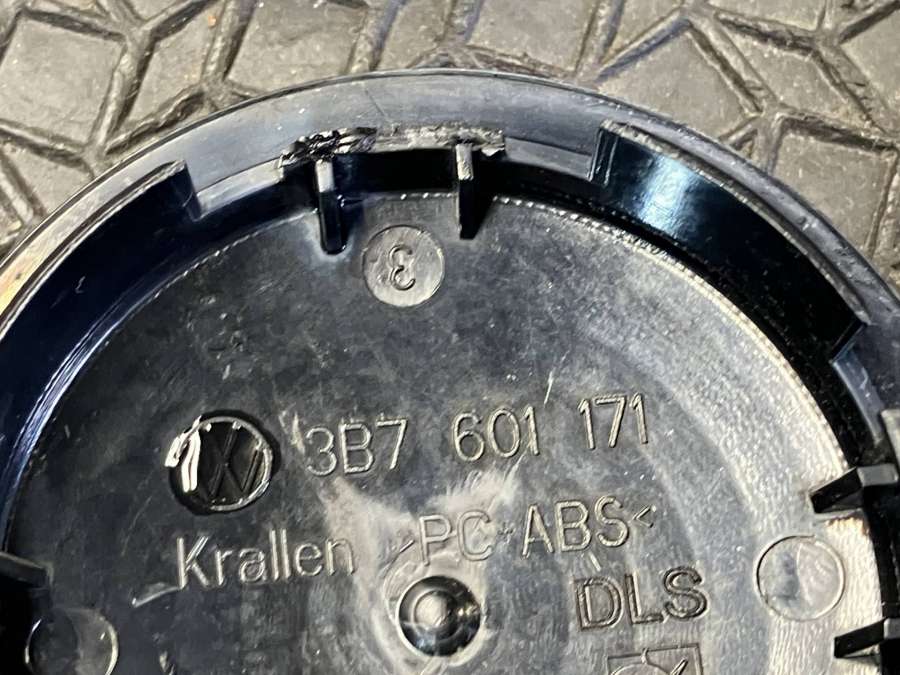 3
3B7 601 171
Krallen >PC+ABS<
DLS